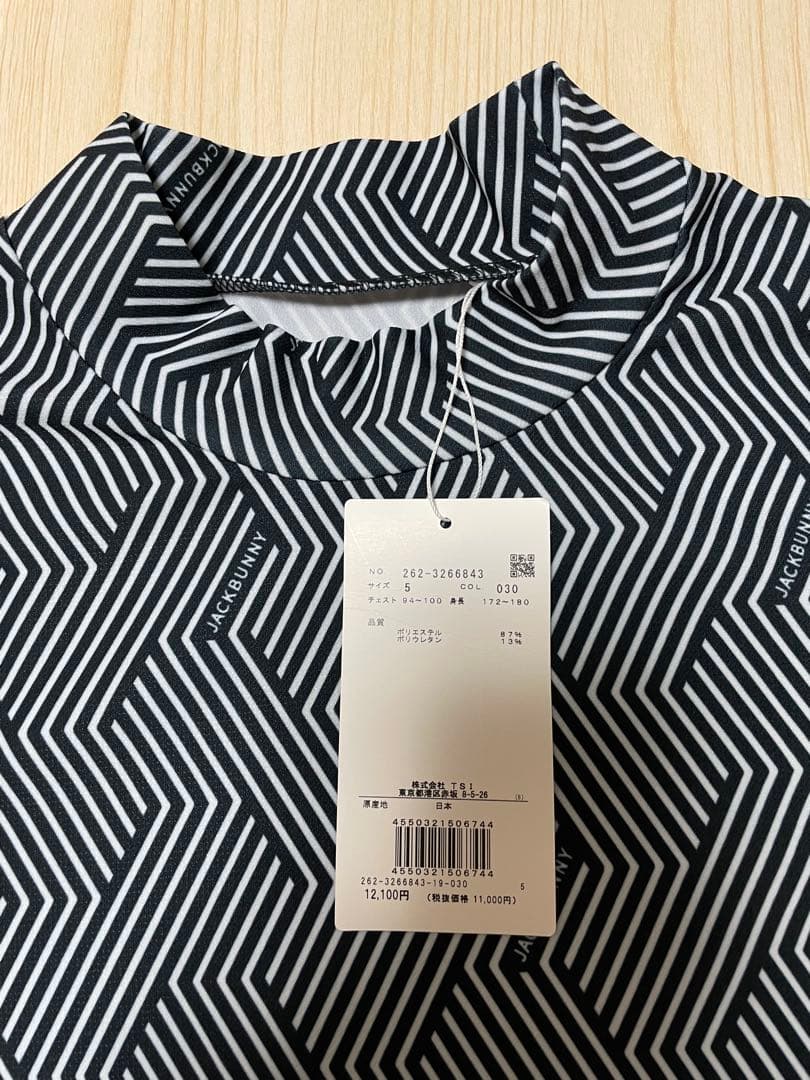 JACKBUNNY
JACKBUNNY
NO. 262-3266843
サイズ 5 COL 030
チェスト 94~100 身長 172~180
品質
ポリエステル 87%
ポリウレタン 13%
株式会社 TSI
東京都港区赤坂 8-5-26 (6)
原産地 日本
4550321506744
4550321506744
262-3266843-19-030 5
12,100円 (税抜価格 11,000円)